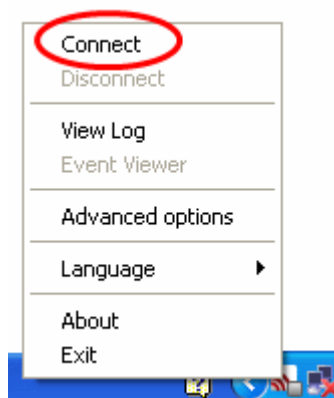 Connect
Disconnect
View Log
Event Viewer
Advanced options
Language
About
Exit